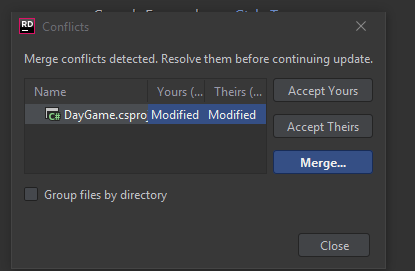 RD Conflicts
Merge conflicts detected. Resolve them before continuing update.
Name Yours (... Theirs (...
C# DayGame.csproj Modified Modified
Accept Yours
Accept Theirs
Merge...
Group files by directory
Close